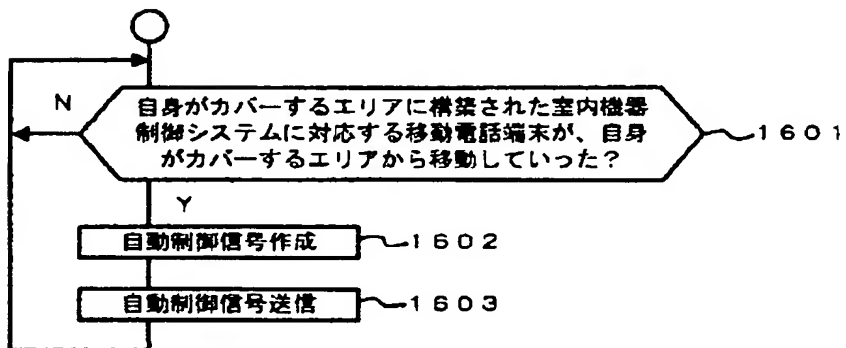 自身がカバーするエリアに構築された室内機器
N
制御システムに対応する移動電話端末が、自身
1601
がカバーするエリアから移動していった？
Y
自動制御信号作成
1602
自動制御信号送信
1603